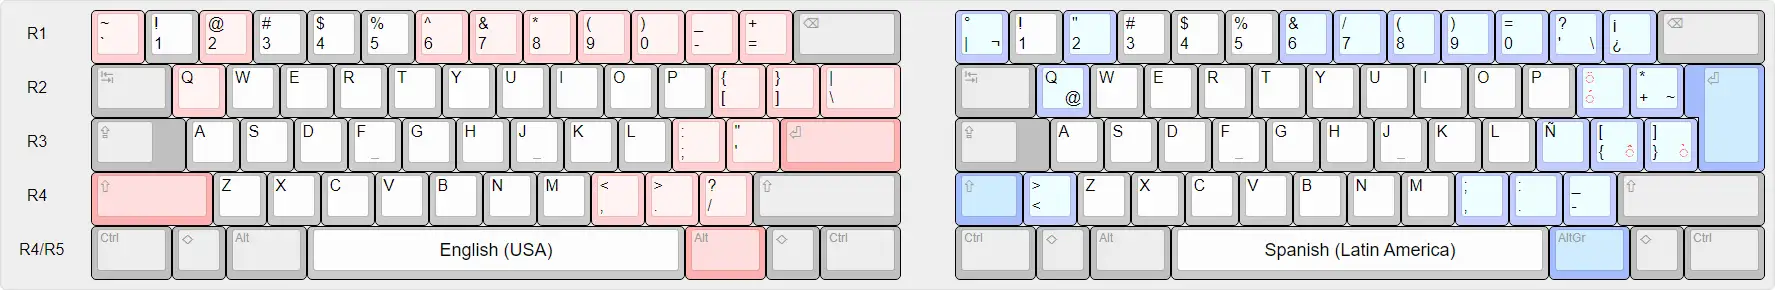 R1 ~ ` ! 1 @ 2 # 3 $ 4 % 5 ^ 6 & 7 * 8 ( 9 ) 0 _ - + = ⌫ ° | ¬ ! 1 " 2 # 3 $ 4 % 5 & 6 / 7 ( 8 ) 9 = 0 ? ' \ ¡ ¿ ⌫
R2 ↹ Q W E R T Y U I O P { [ } ] | \ ↹ Q @ W E R T Y U I O P ¨ ´ * + ~ ⏎
R3 ⇪ A S D F _ G H J _ K L : ; " ' ⏎ ⇪ A S D F _ G H J _ K L Ñ [ { ^ ] } `
R4 ⇧ Z X C V B N M < , > . ? / ⇧ ⇧ > < Z X C V B N M ; , : . _ - ⇧
R4/R5 Ctrl ◇ Alt English (USA) Alt ◇ Ctrl Ctrl ◇ Alt Spanish (Latin America) AltGr ◇ Ctrl